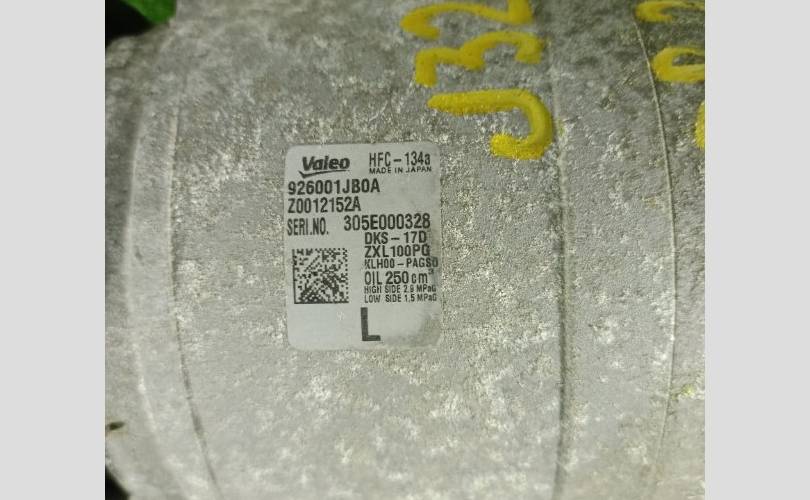 J32
Valeo HFC-134a
MADE IN JAPAN
926001JB0A
Z0012152A
SERI.NO. 305E000328
DKS-17D
ZXL100PG
KLH00-PAGS0
OIL 250cm³
HIGH SIDE 2.9 MPaG
LOW SIDE 1.5 MPaG
L